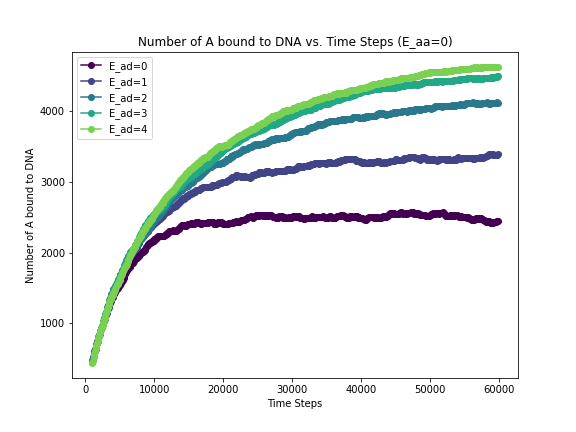 Number of A bound to DNA vs. Time Steps (E_aa=0)
E_ad=0
E_ad=1
E_ad=2
E_ad=3
E_ad=4
Number of A bound to DNA
4000
3000
2000
1000
0 10000 20000 30000 40000 50000 60000
Time Steps